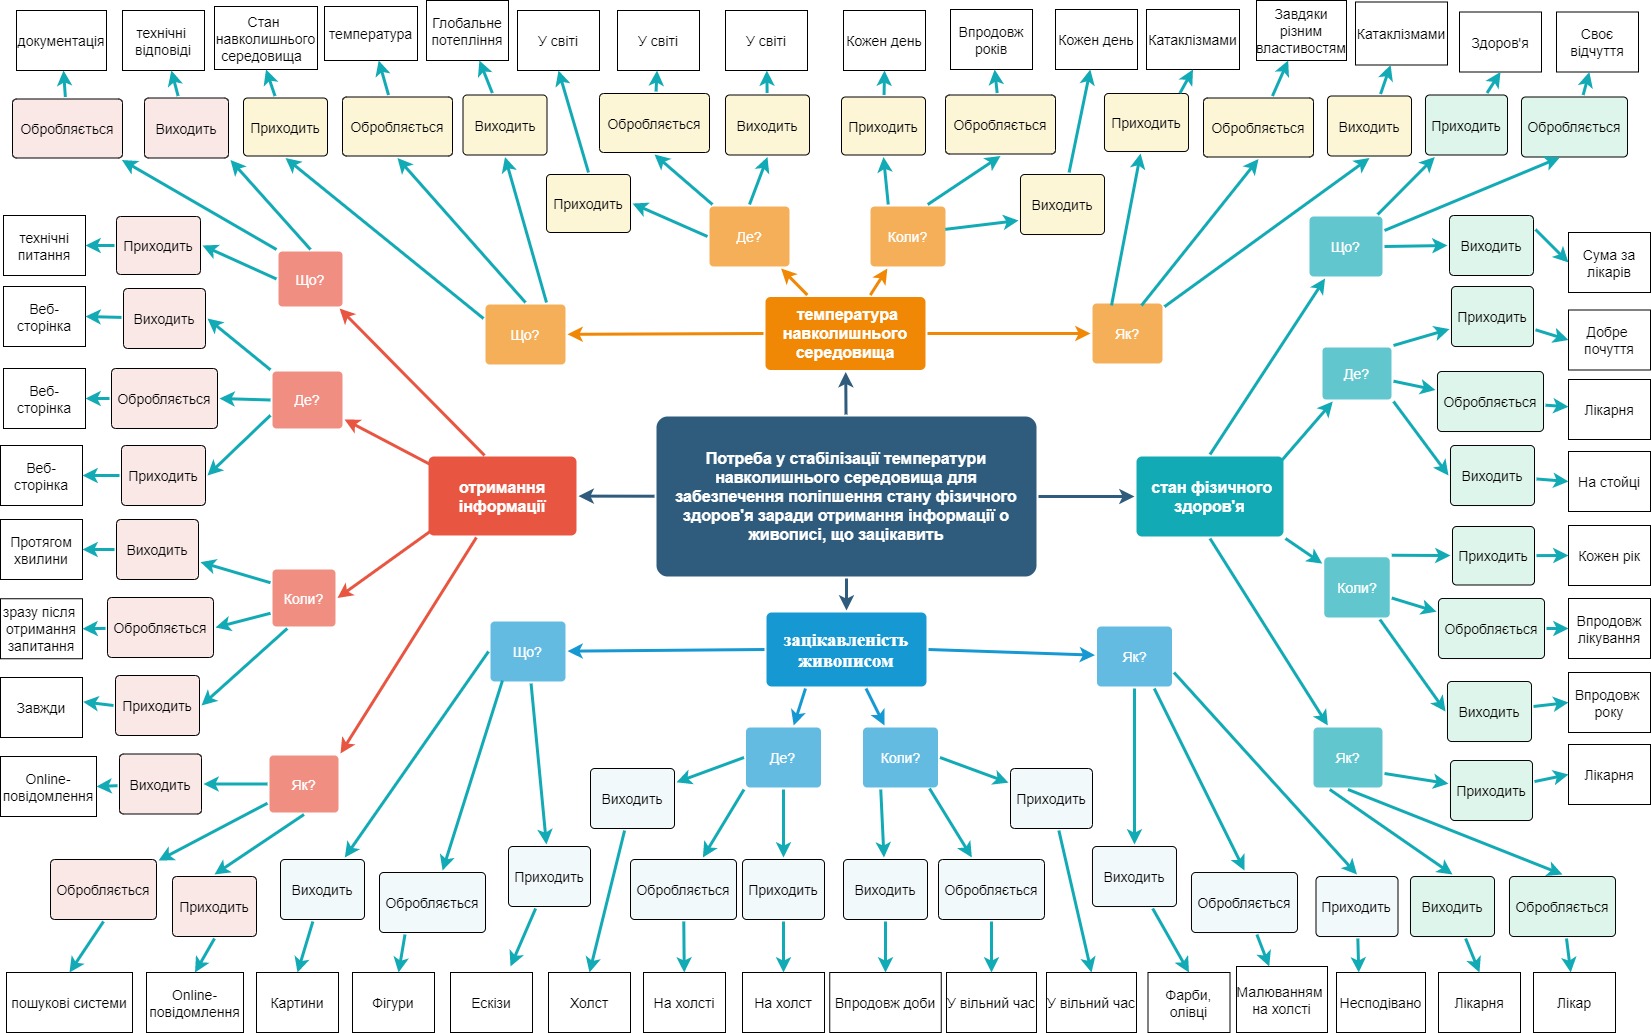 документація
технічні
відповіді
Стан
навколишнього
середовища
температура
Глобальне
потепління
У світі
У світі
У світі
Кожен день
Впродовж
років
Кожен день
Катаклізмами
Завдяки
різним
властивостям
Катаклізмами
Здоров'я
Своє
відчуття
Обробляється
Виходить
Приходить
Обробляється
Виходить
Обробляється
Виходить
Приходить
Обробляється
Приходить
Обробляється
Виходить
Приходить
Обробляється
Приходить
Виходить
технічні
питання
Приходить
Що?
Де?
Коли?
Що?
Виходить
Сума за
лікарів
Веб-
сторінка
Виходить
Що?
температура
навколишнього
середовища
Як?
Приходить
Добре
почуття
Веб-
сторінка
Обробляється
Де?
Де?
Обробляється
Лікарня
Веб-
сторінка
Приходить
отримання
інформації
Потреба у стабілізації температури
навколишнього середовища для
забезпечення поліпшення стану фізичного
здоров'я заради отримання інформації о
живописі, що зацікавить
стан фізичного
здоров'я
Виходить
На стойці
Протягом
хвилини
Виходить
Коли?
Коли?
Приходить
Кожен рік
зразу після
отримання
запитання
Обробляється
Обробляється
Впродовж
лікування
Що?
зацікавленість
живописом
Як?
Завжди
Приходить
Виходить
Впродовж
року
Online-
повідомлення
Виходить
Як?
Де?
Коли?
Як?
Приходить
Лікарня
Виходить
Приходить
Обробляється
Приходить
Виходить
Обробляється
Приходить
Обробляється
Приходить
Виходить
Обробляється
Виходить
Обробляється
Приходить
Виходить
Обробляється
пошукові системи
Online-
повідомлення
Картини
Фігури
Ескізи
Холст
На холсті
На холст
Впродовж доби
У вільний час
У вільний час
Фарби,
олівці
Малюванням
на холсті
Несподівано
Лікарня
Лікар